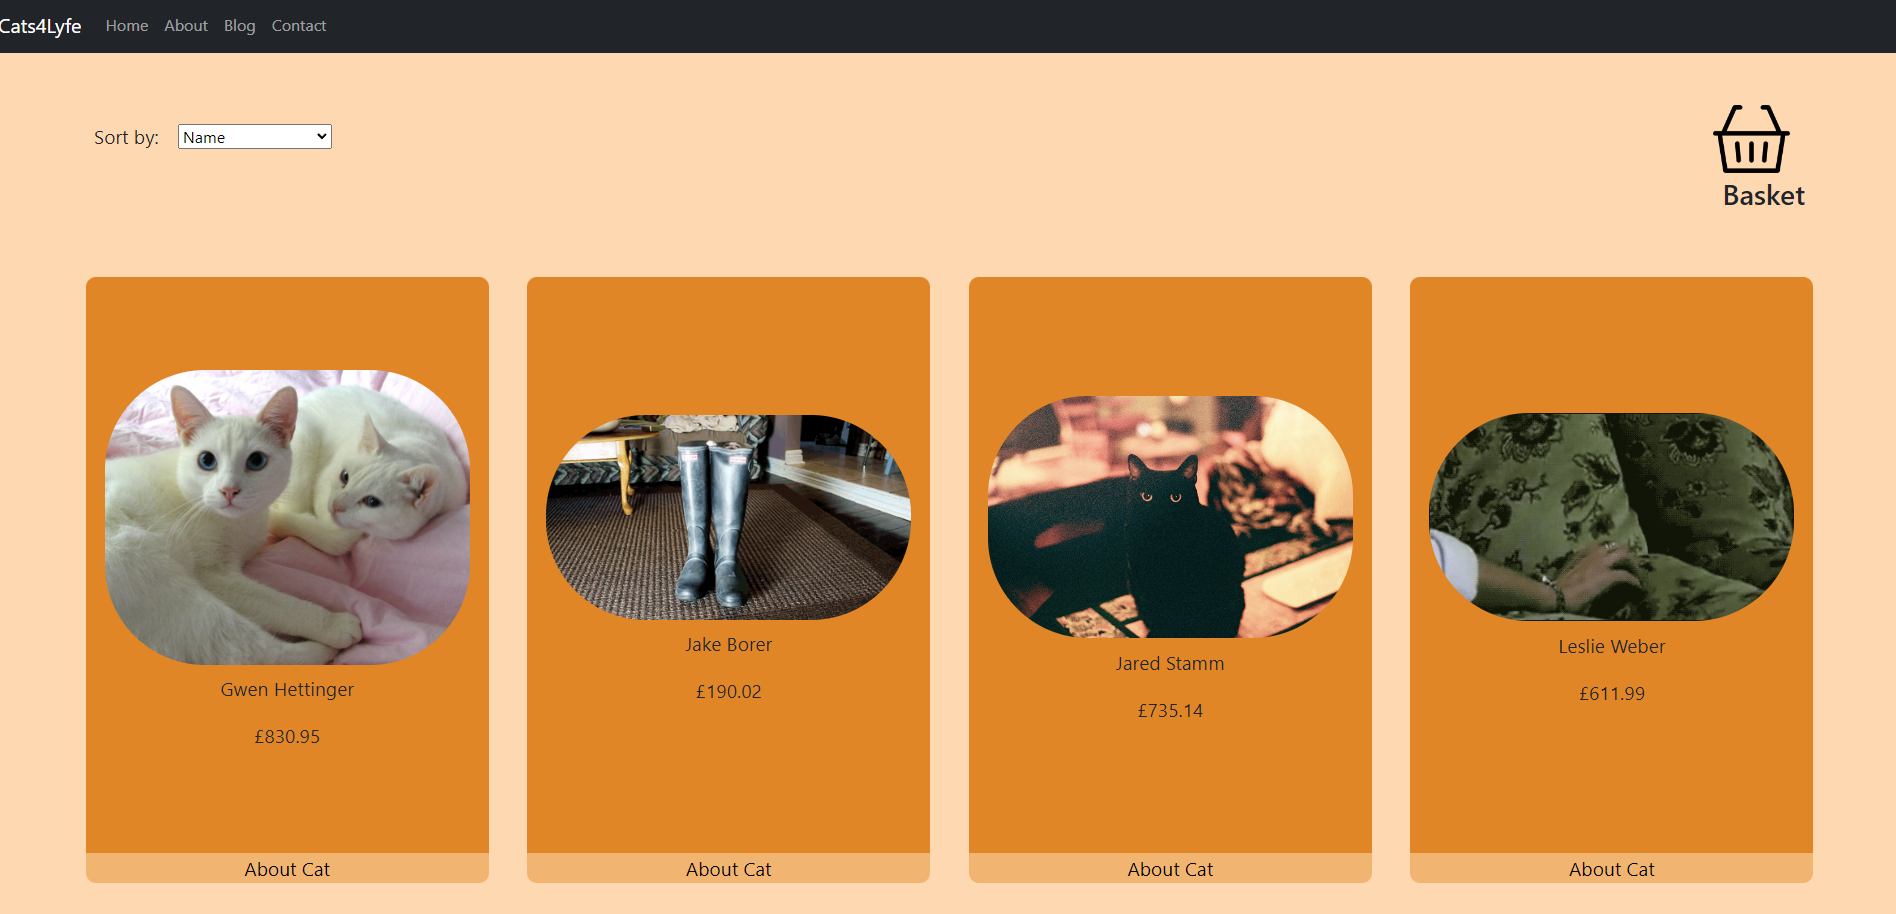 Cats4Lyfe Home About Blog Contact
Sort by: Name
Basket
Gwen Hettinger
£830.95
About Cat
Jake Borer
£190.02
About Cat
Jared Stamm
£735.14
About Cat
Leslie Weber
£611.99
About Cat